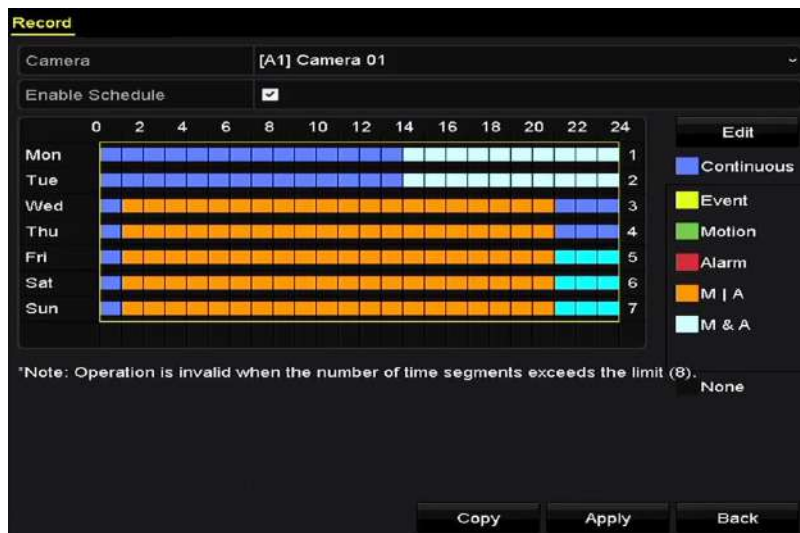 Record
Camera [A1] Camera 01
Enable Schedule
0 2 4 6 8 10 12 14 16 18 20 22 24
Edit
Mon 1
Continuous
Tue 2
Wed 3
Event
Thu 4
Motion
Fri 5
Alarm
Sat 6
M | A
Sun 7
M & A
*Note: Operation is invalid when the number of time segments exceeds the limit (8).
None
Copy Apply Back